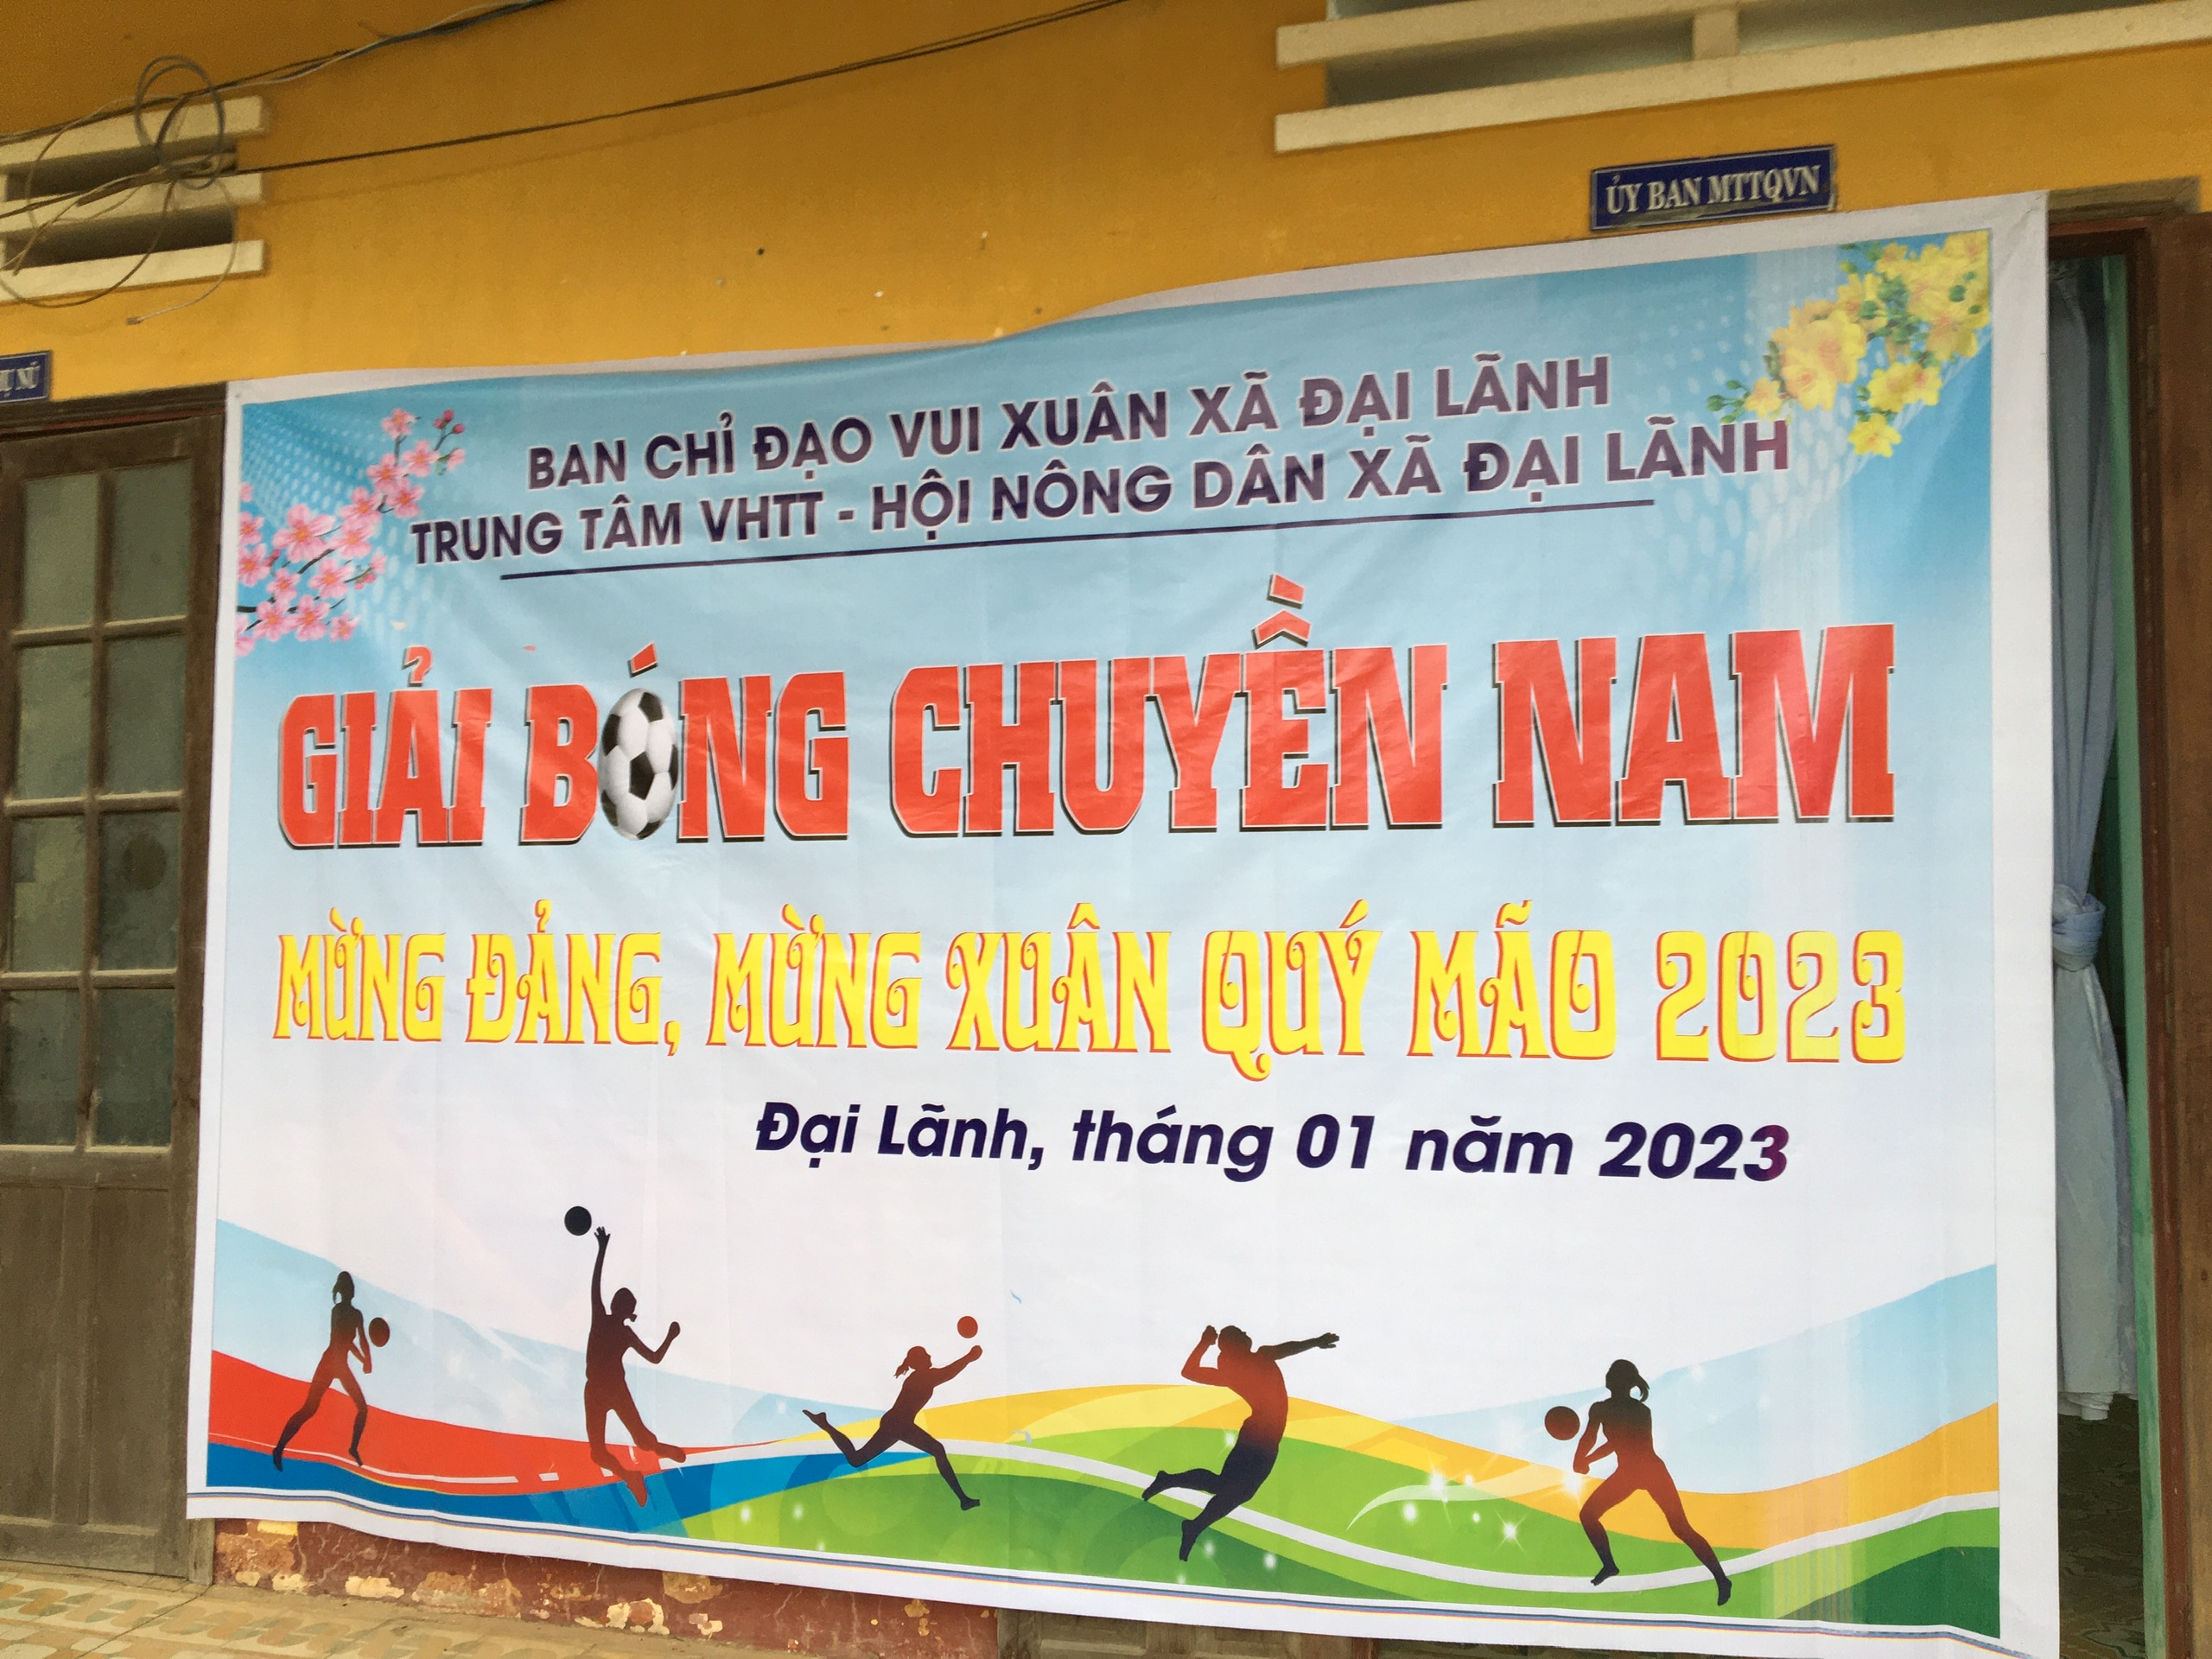 ỦY BAN MTTQVN
BAN CHỈ ĐẠO VUI XUÂN XÃ ĐẠI LÃNH
TRUNG TÂM VHTT - HỘI NÔNG DÂN XÃ ĐẠI LÃNH
GIẢI BÓNG CHUYỀN NAM
MỪNG ĐẢNG, MỪNG XUÂN QUÝ MÃO 2023
Đại Lãnh, tháng 01 năm 2023